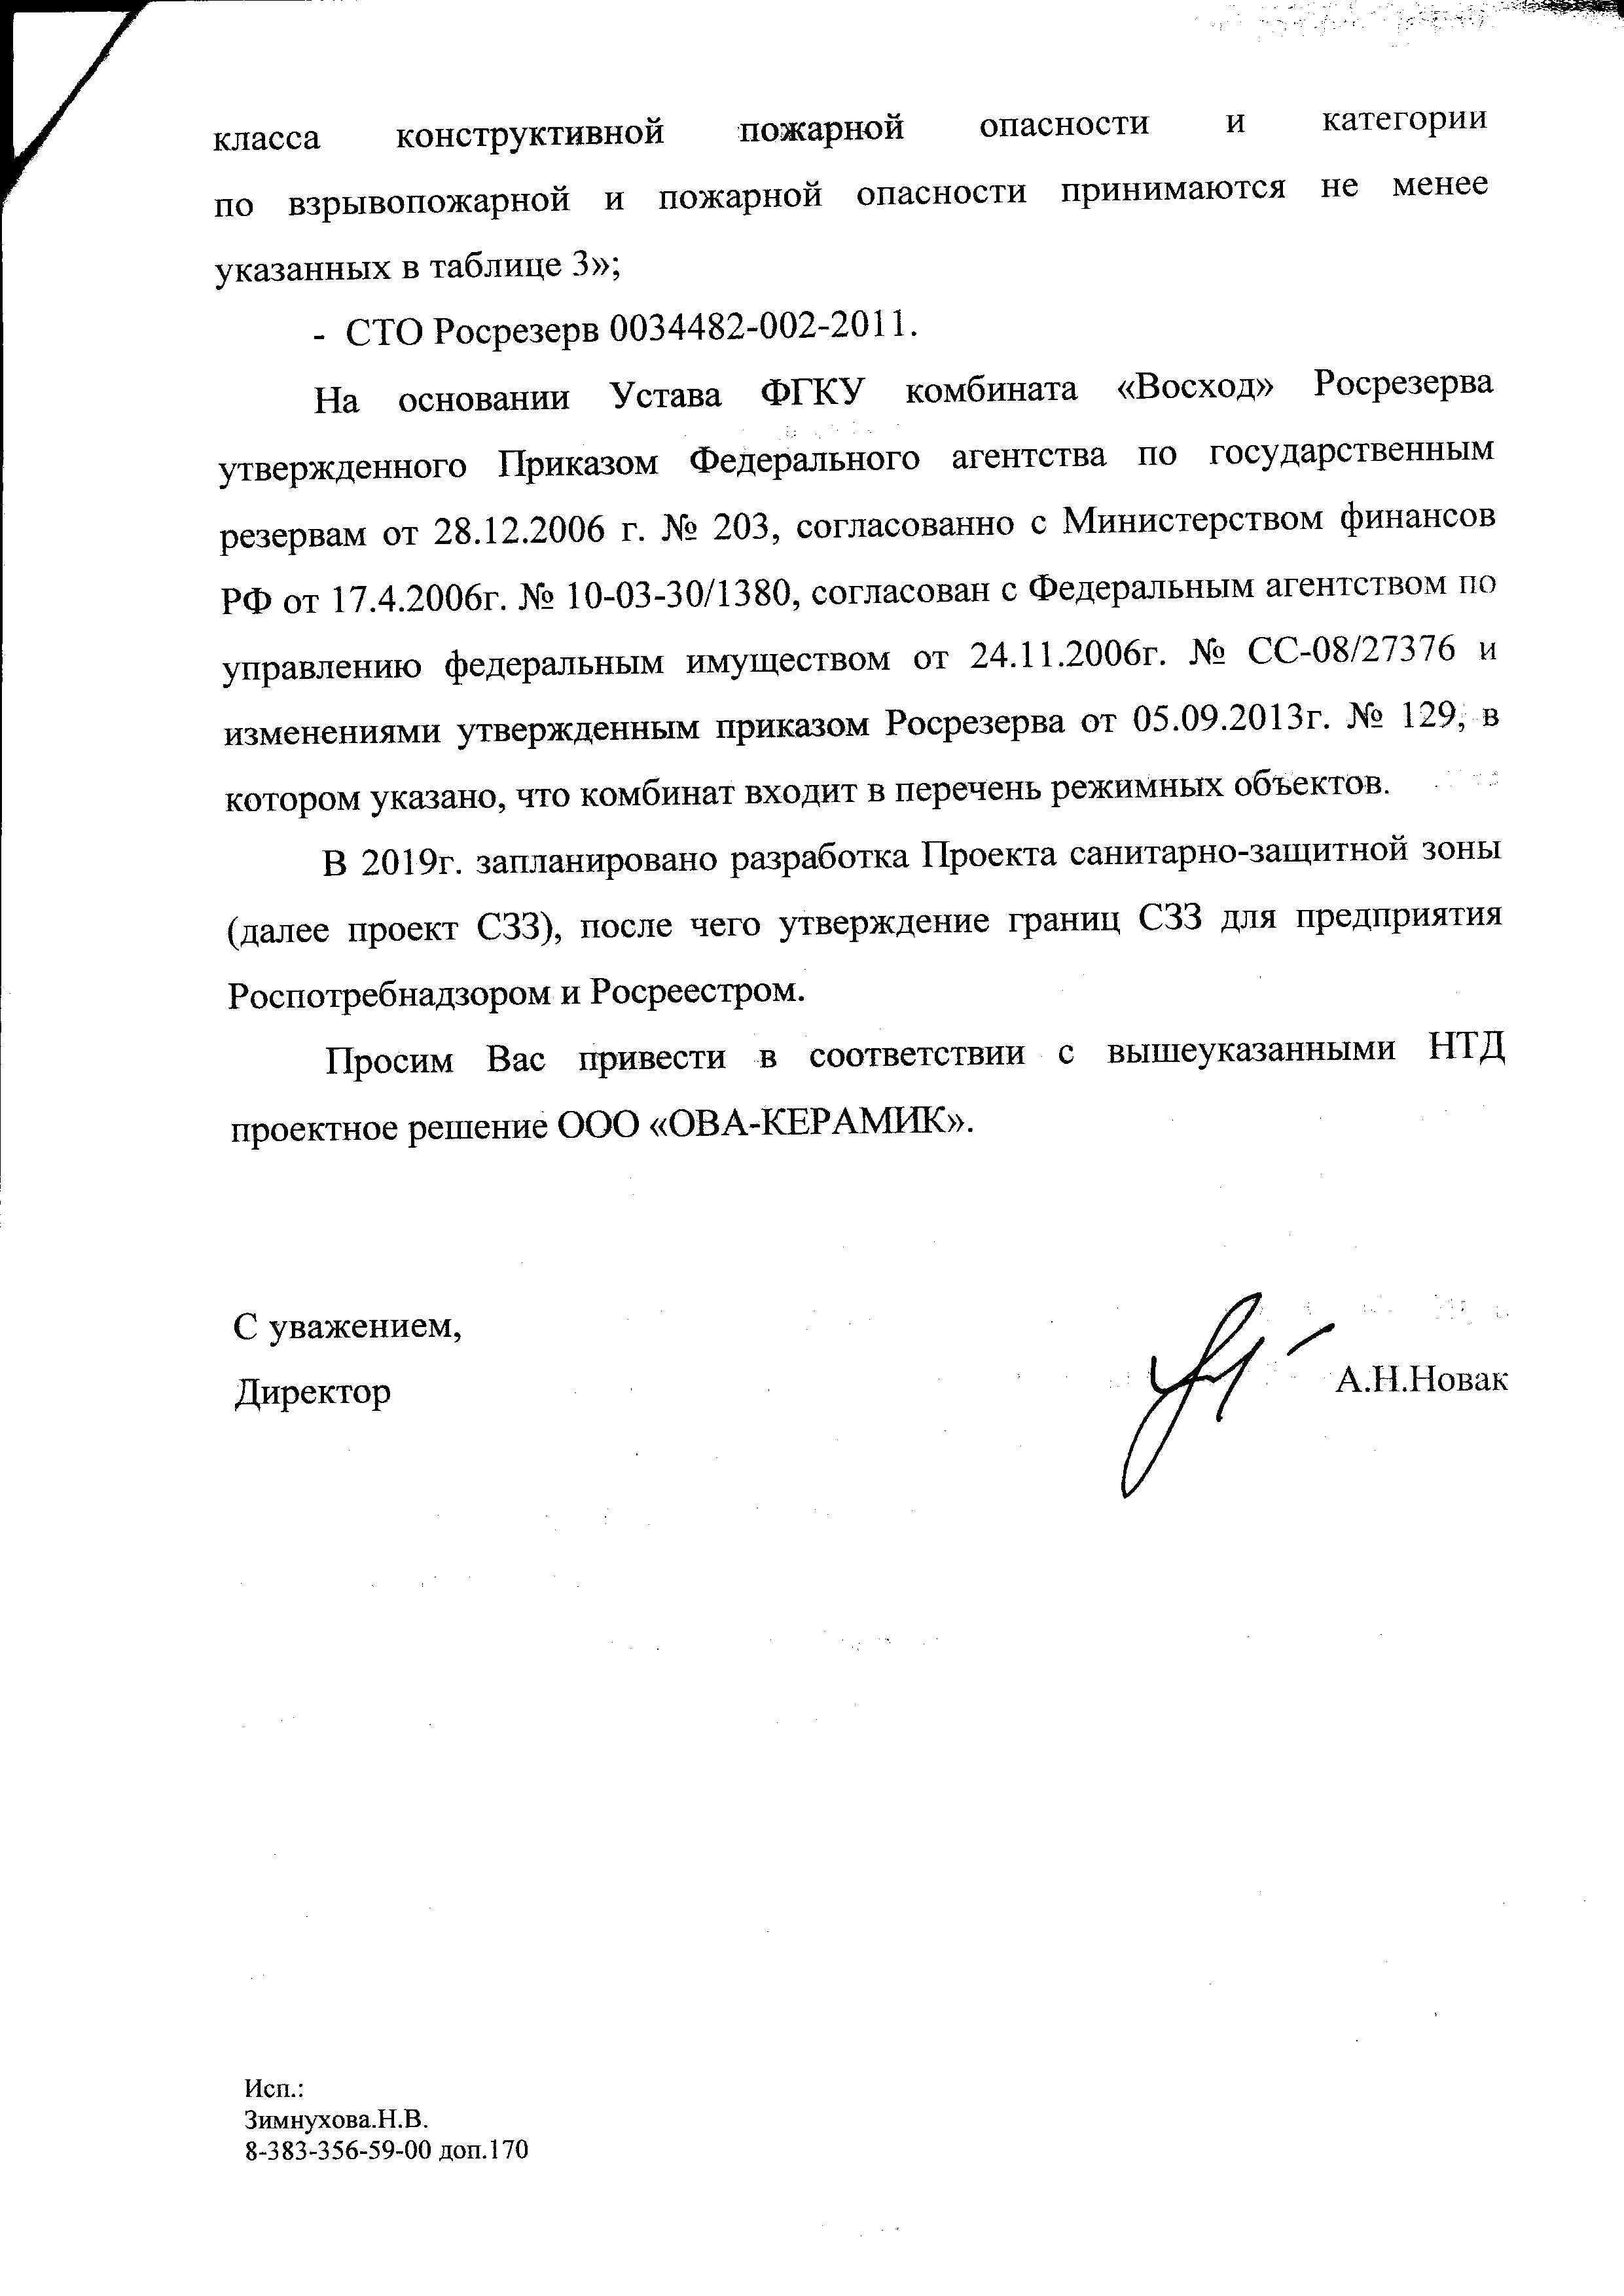 класса конструктивной пожарной опасности и категории
по взрывопожарной и пожарной опасности принимаются не менее
указанных в таблице 3»;
- СТО Росрезерв 0034482-002-2011.
На основании Устава ФГКУ комбината «Восход» Росрезерва
утвержденного Приказом Федерального агентства по государственным
резервам от 28.12.2006 г. № 203, согласованно с Министерством финансов
РФ от 17.4.2006г. № 10-03-30/1380, согласован с Федеральным агентством по
управлению федеральным имуществом от 24.11.2006г. № СС-08/27376 и
изменениями утвержденным приказом Росрезерва от 05.09.2013г. № 129, в
котором указано, что комбинат входит в перечень режимных объектов.
В 2019г. запланировано разработка Проекта санитарно-защитной зоны
(далее проект СЗЗ), после чего утверждение границ СЗЗ для предприятия
Роспотребнадзором и Росреестром.
Просим Вас привести в соответствии с вышеуказанными НТД
проектное решение ООО «ОВА-КЕРАМИК».
С уважением,
Директор А.Н.Новак
Исп.:
Зимнухова.Н.В.
8-383-356-59-00 доп.170